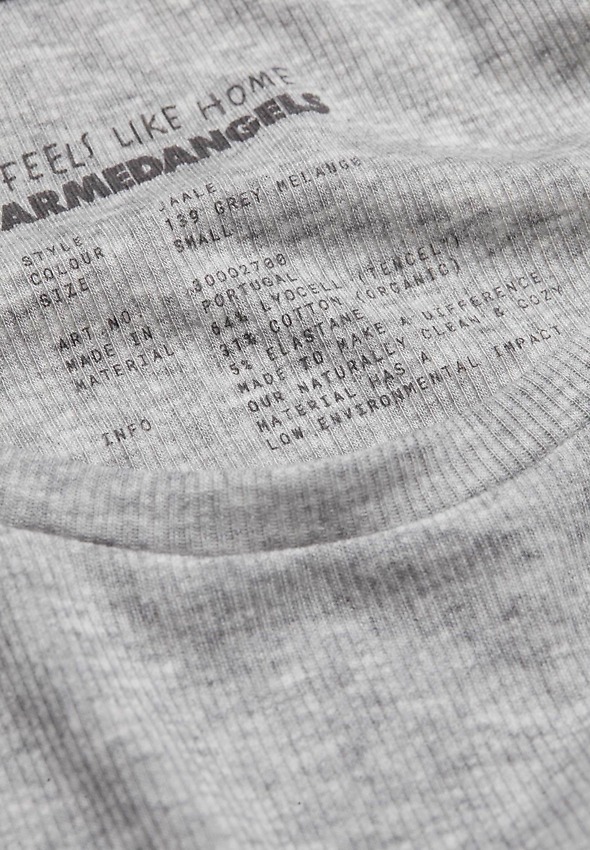 FEELS LIKE HOME
ARMEDANGELS
STYLE JAALE
COLOUR 139 GREY MELANGE
SIZE SMALL
ART NO. 30002700
MADE IN PORTUGAL
MATERIAL 64% LYOCELL (TENCEL™)
31% COTTON (ORGANIC)
5% ELASTANE
INFO MADE TO MAKE A DIFFERENCE
OUR NATURALLY CLEAN & COZY
MATERIAL HAS A
LOW ENVIRONMENTAL IMPACT